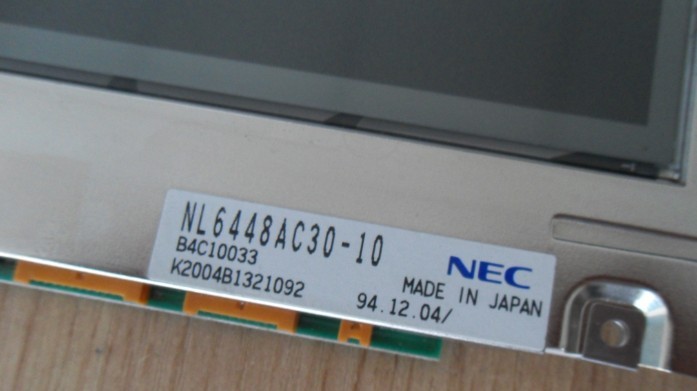 NL6448AC30-10
B4C10033
K2004B1321092
NEC
MADE IN JAPAN
94.12.04/